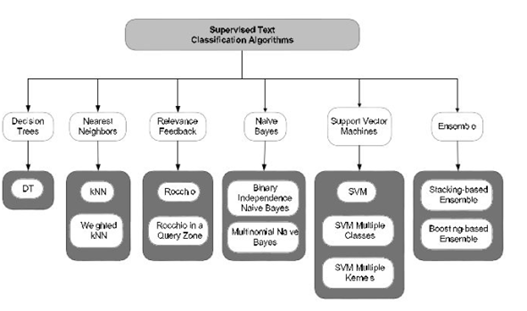 Supervised Text
Classification Algorithms
Decision
Trees
Nearest
Neighbors
Relevance
Feedback
Naive
Bayes
Support Vector
Machines
Ensemble
DT
kNN
Weighted
kNN
Rocchio
Rocchio in a
Query Zone
Binary
Independence
Naive Bayes
Multinomial Naive
Bayes
SVM
SVM Multiple
Classes
SVM Multiple
Kernels
Stacking-based
Ensemble
Boosting-based
Ensemble